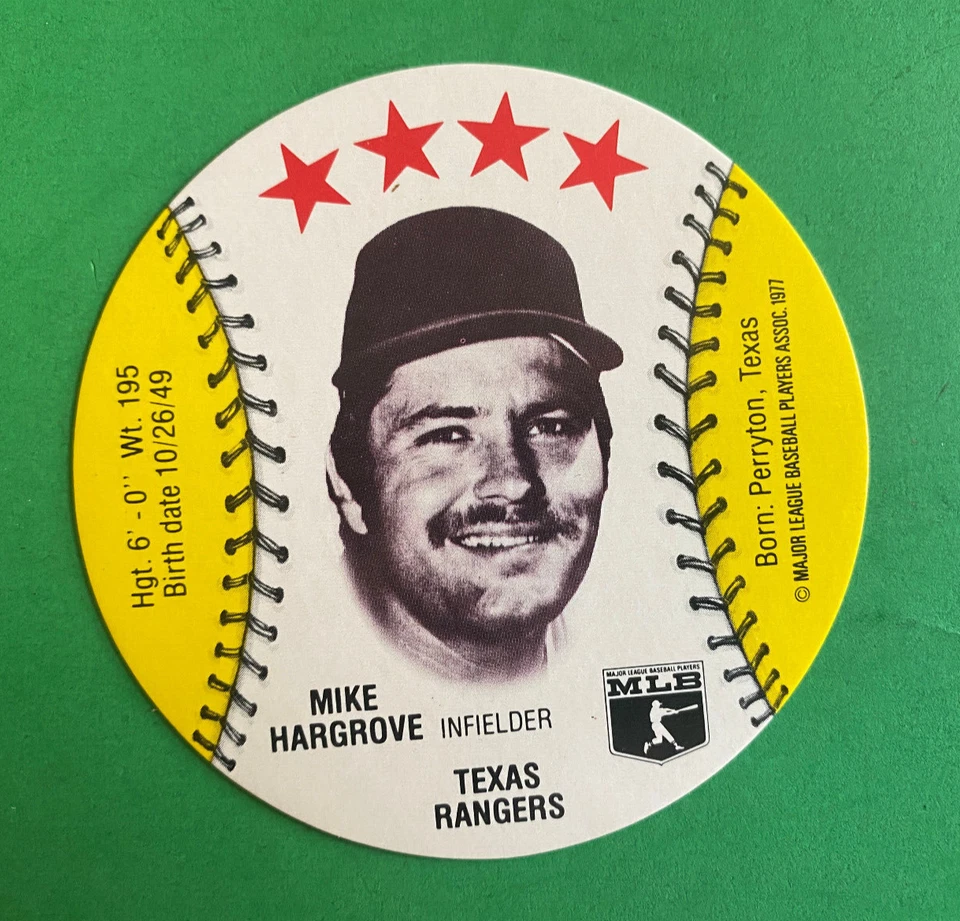 Hgt. 6' - 0'' Wt. 195
Birth date 10/26/49
Born: Perryton, Texas
© MAJOR LEAGUE BASEBALL PLAYERS ASSOC. 1977
MIKE
HARGROVE INFIELDER
MAJOR LEAGUE BASEBALL PLAYERS
MLB
TEXAS
RANGERS